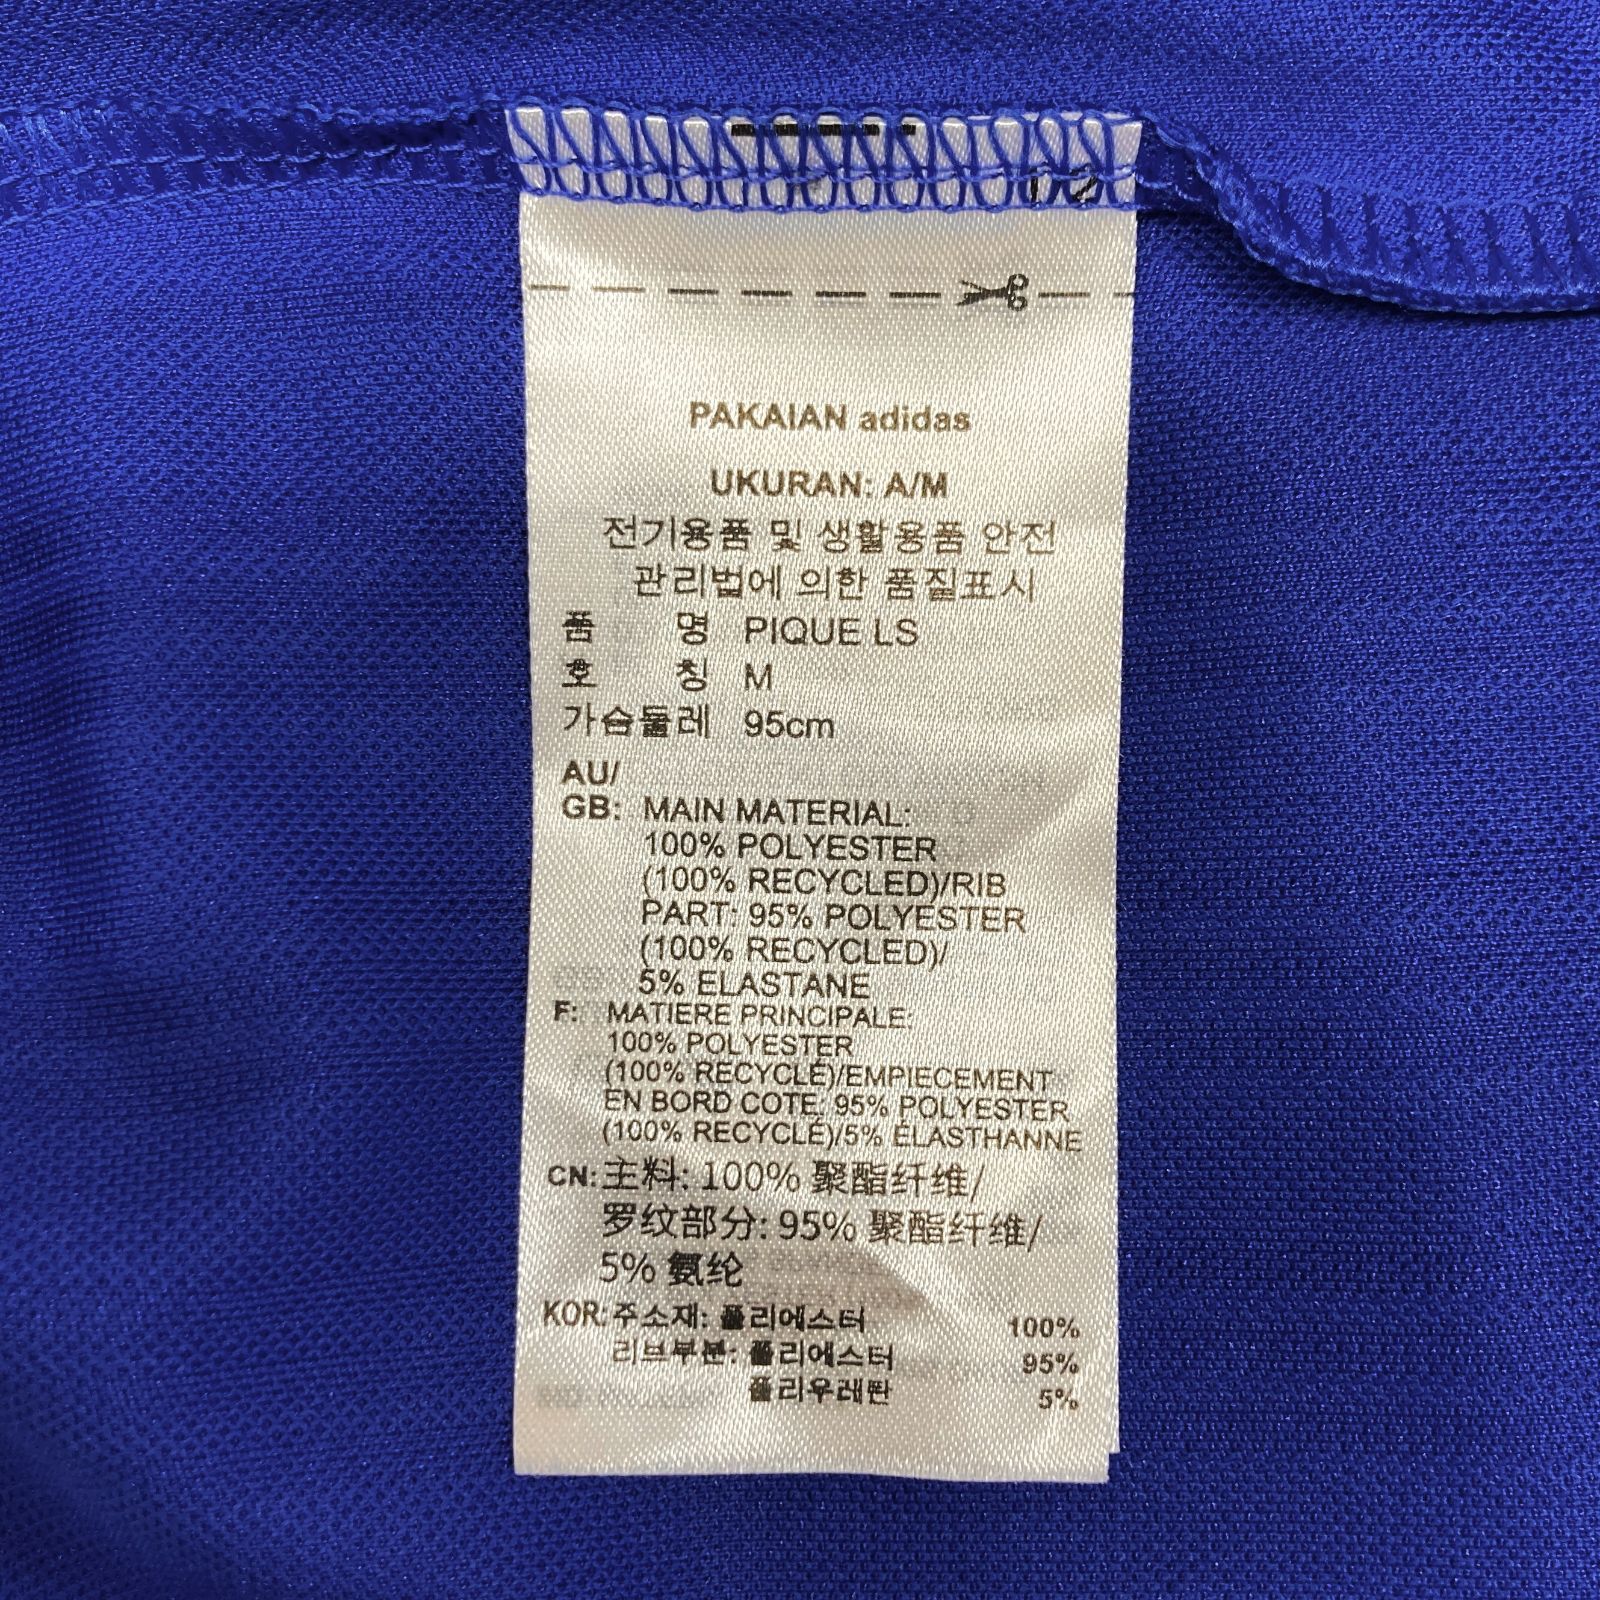 PAKAIAN adidas
UKURAN: A/M
전기용품 및 생활용품 안전
관리법에 의한 품질표시
품 명 PIQUE LS
호 칭 M
가슴둘레 95cm
AU/
GB: MAIN MATERIAL:
100% POLYESTER
(100% RECYCLED)/RIB
PART: 95% POLYESTER
(100% RECYCLED)/
5% ELASTANE
F: MATIERE PRINCIPALE:
100% POLYESTER
(100% RECYCLÉ)/EMPIECEMENT
EN BORD COTE: 95% POLYESTER
(100% RECYCLÉ)/5% ÉLASTHANNE
CN: 主料: 100% 聚酯纤维/
罗纹部分: 95% 聚酯纤维/
5% 氨纶
KOR: 주소재: 폴리에스터 100%
리브부분: 폴리에스터 95%
폴리우레탄 5%